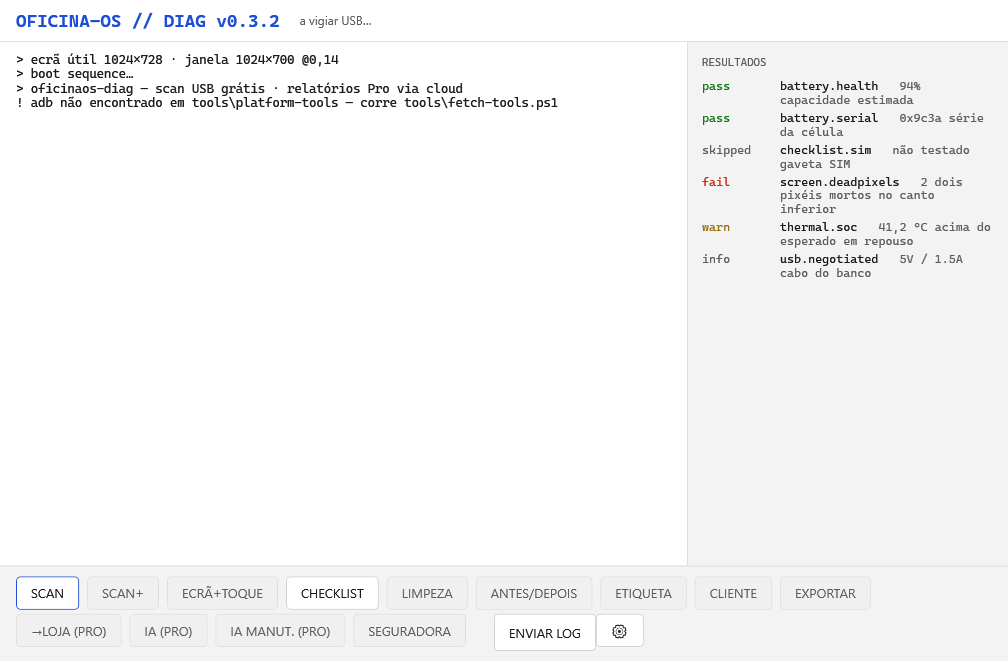 OFICINA-OS // DIAG v0.3.2 a vigiar USB...
> ecrã útil 1024×728 · janela 1024×700 @0,14
> boot sequence…
> oficinaos-diag — scan USB grátis · relatórios Pro via cloud
! adb não encontrado em tools\platform-tools — corre tools\fetch-tools.ps1
RESULTADOS
pass battery.health 94%
capacidade estimada
pass battery.serial 0x9c3a série
da célula
skipped checklist.sim não testado
gaveta SIM
fail screen.deadpixels 2 dois
pixéis mortos no canto
inferior
warn thermal.soc 41,2 °C acima do
esperado em repouso
info usb.negotiated 5V / 1.5A
cabo do banco
SCAN SCAN+ ECRÃ+TOQUE CHECKLIST LIMPEZA ANTES/DEPOIS ETIQUETA CLIENTE EXPORTAR
→LOJA (PRO) IA (PRO) IA MANUT. (PRO) SEGURADORA ENVIAR LOG